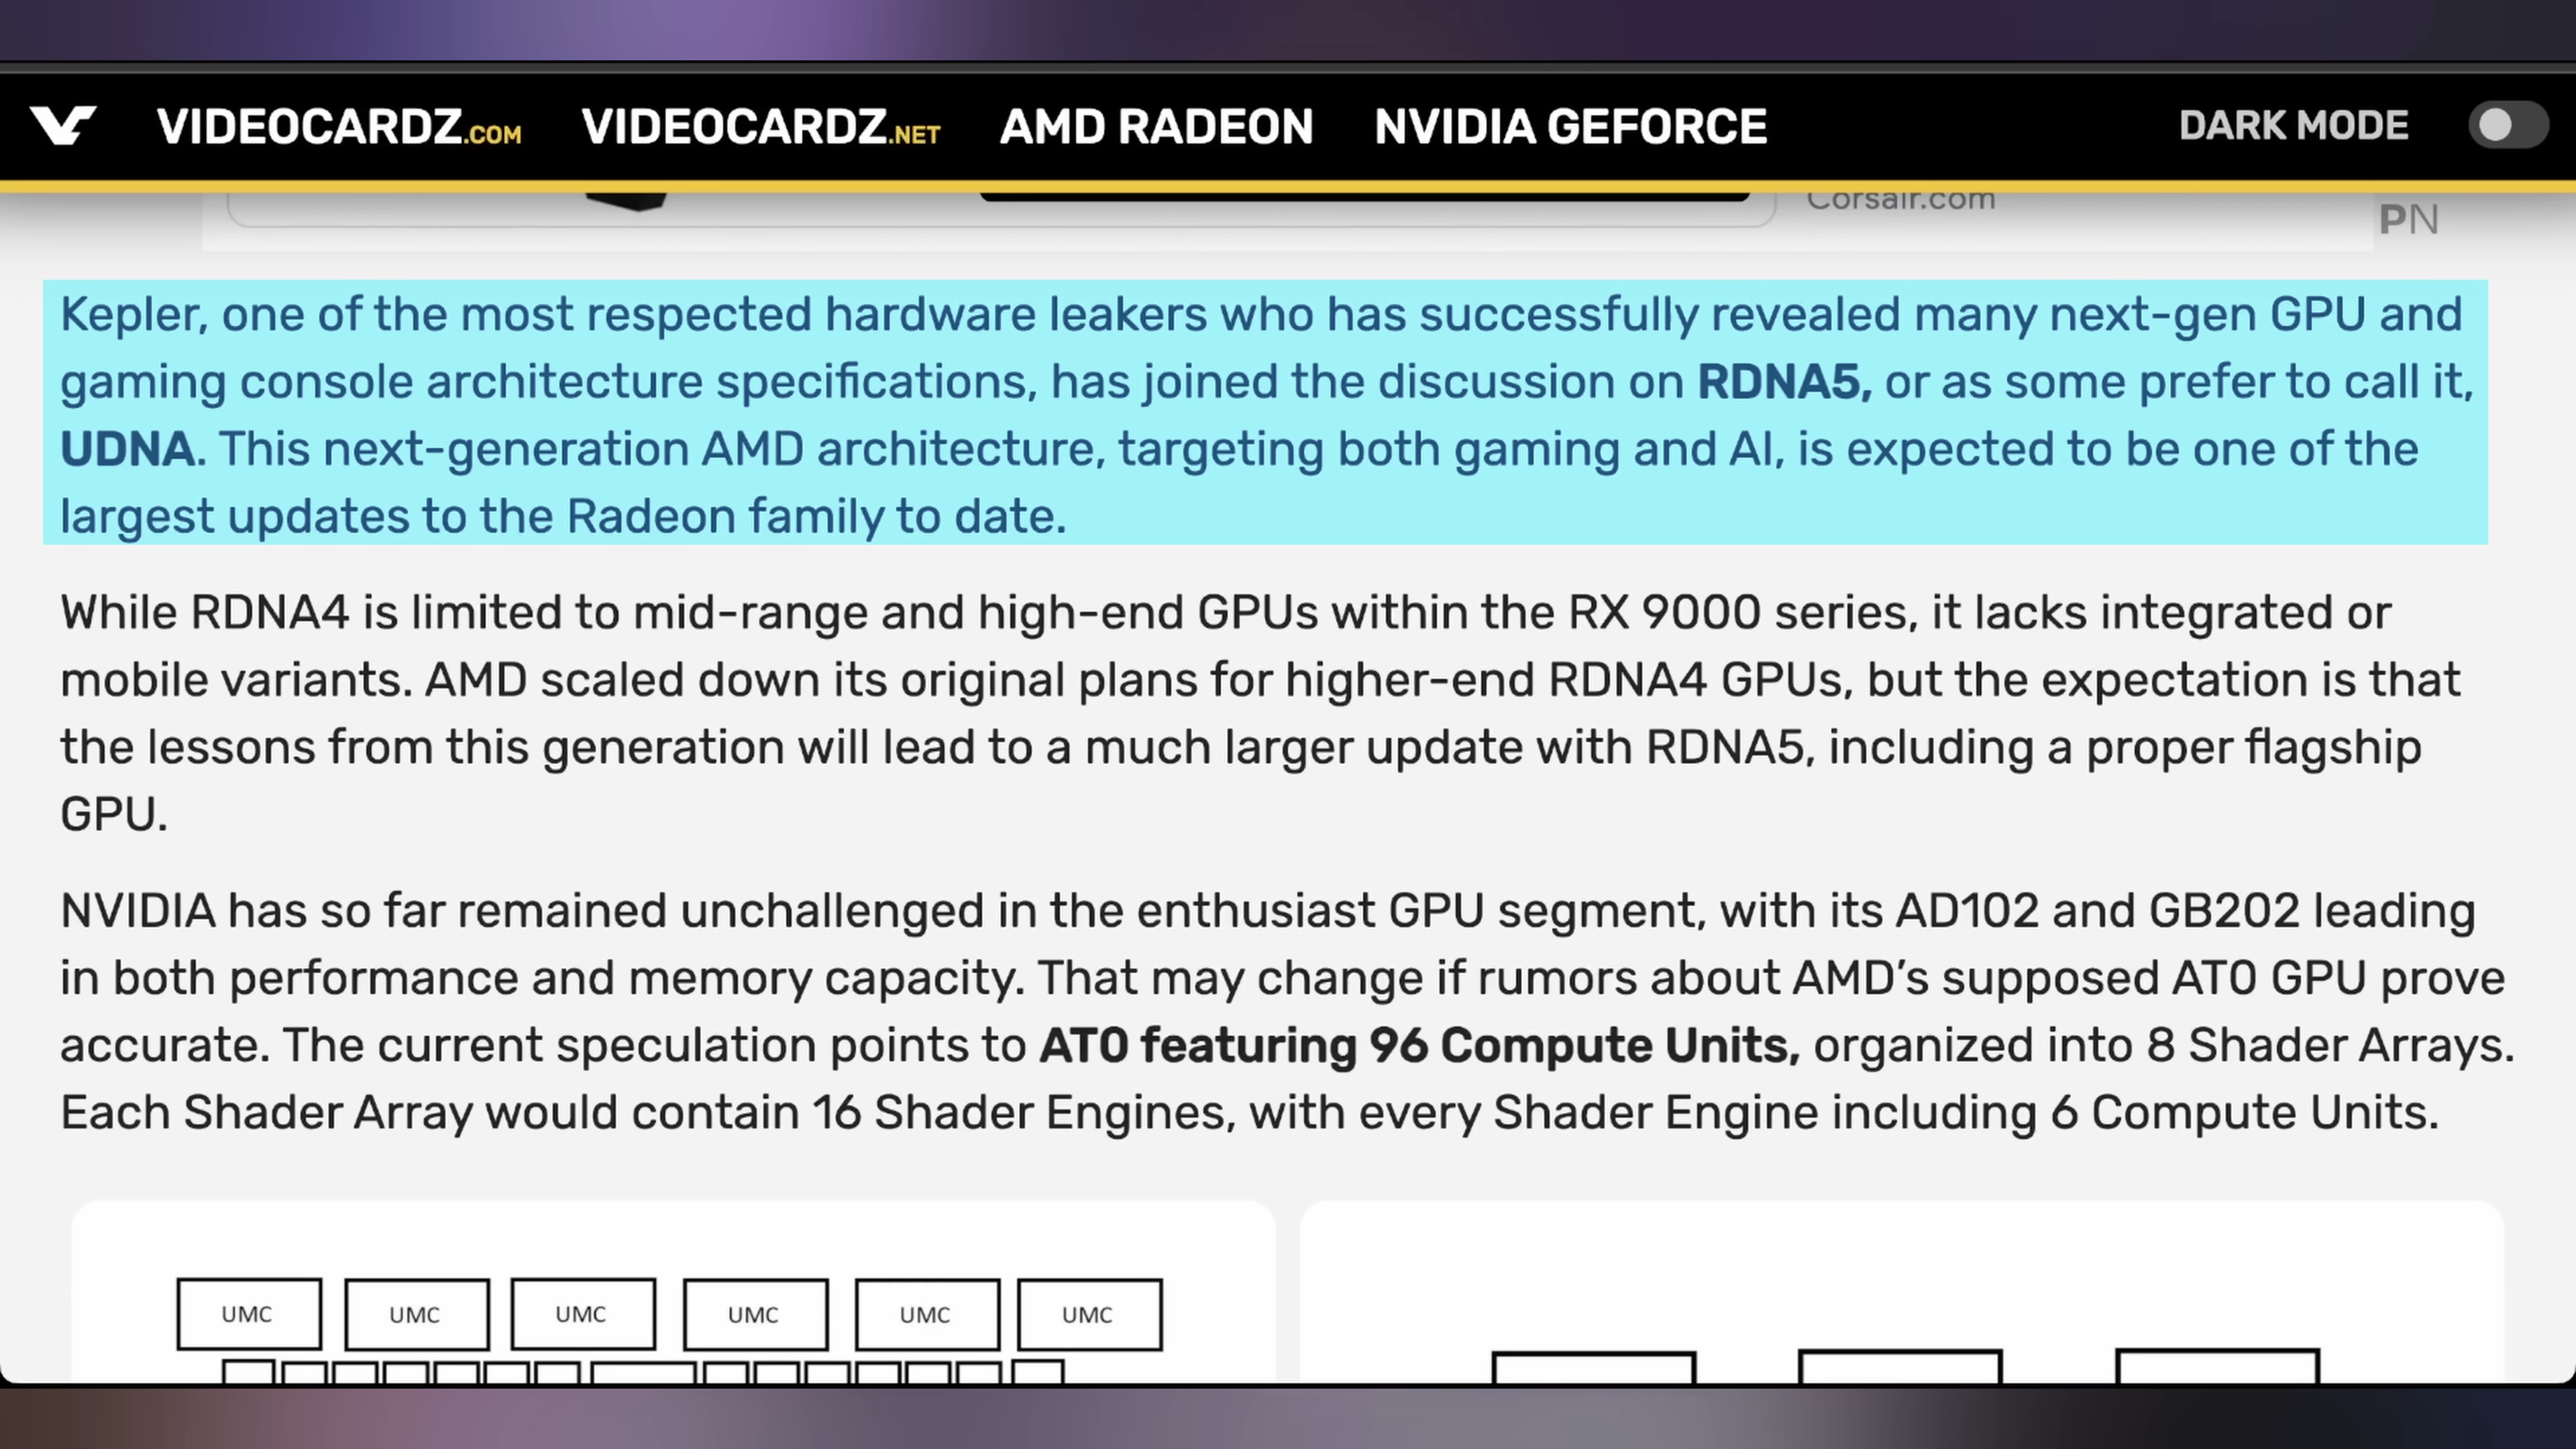 VIDEOCARDZ.COM VIDEOCARDZ.NET AMD RADEON NVIDIA GEFORCE DARK MODE
Corsair.com
PN
Kepler, one of the most respected hardware leakers who has successfully revealed many next-gen GPU and
gaming console architecture specifications, has joined the discussion on RDNA5, or as some prefer to call it,
UDNA. This next-generation AMD architecture, targeting both gaming and AI, is expected to be one of the
largest updates to the Radeon family to date.
While RDNA4 is limited to mid-range and high-end GPUs within the RX 9000 series, it lacks integrated or
mobile variants. AMD scaled down its original plans for higher-end RDNA4 GPUs, but the expectation is that
the lessons from this generation will lead to a much larger update with RDNA5, including a proper flagship
GPU.
NVIDIA has so far remained unchallenged in the enthusiast GPU segment, with its AD102 and GB202 leading
in both performance and memory capacity. That may change if rumors about AMD’s supposed AT0 GPU prove
accurate. The current speculation points to AT0 featuring 96 Compute Units, organized into 8 Shader Arrays.
Each Shader Array would contain 16 Shader Engines, with every Shader Engine including 6 Compute Units.
UMC UMC UMC UMC UMC UMC